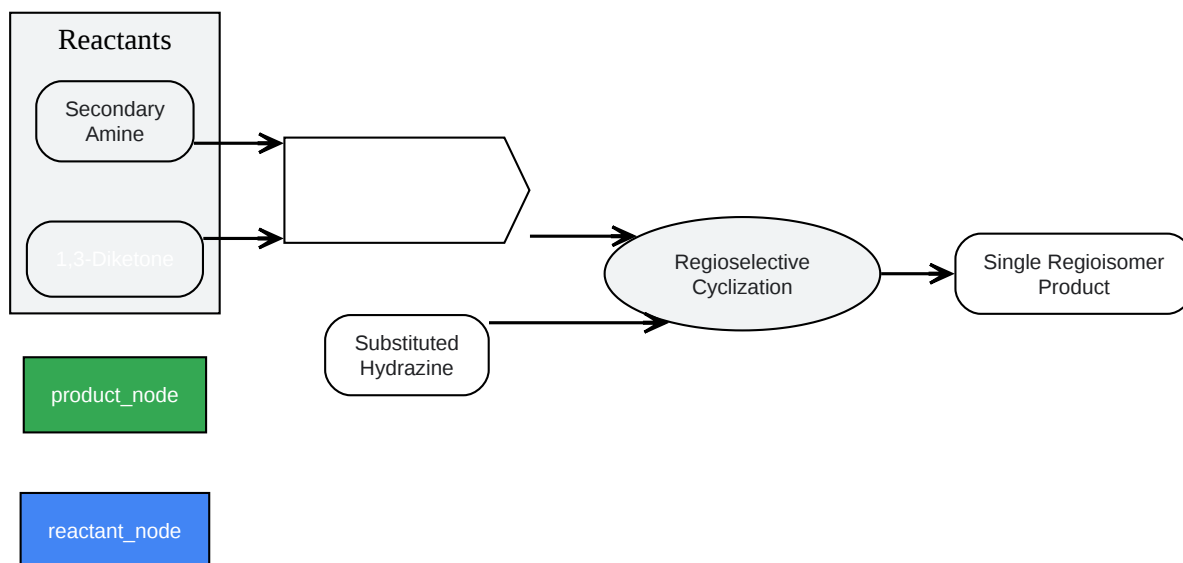 Reactants
Secondary
Amine
1,3-Diketone
Regioselective
Cyclization
Single Regioisomer
Product
Substituted
Hydrazine
product_node
reactant_node